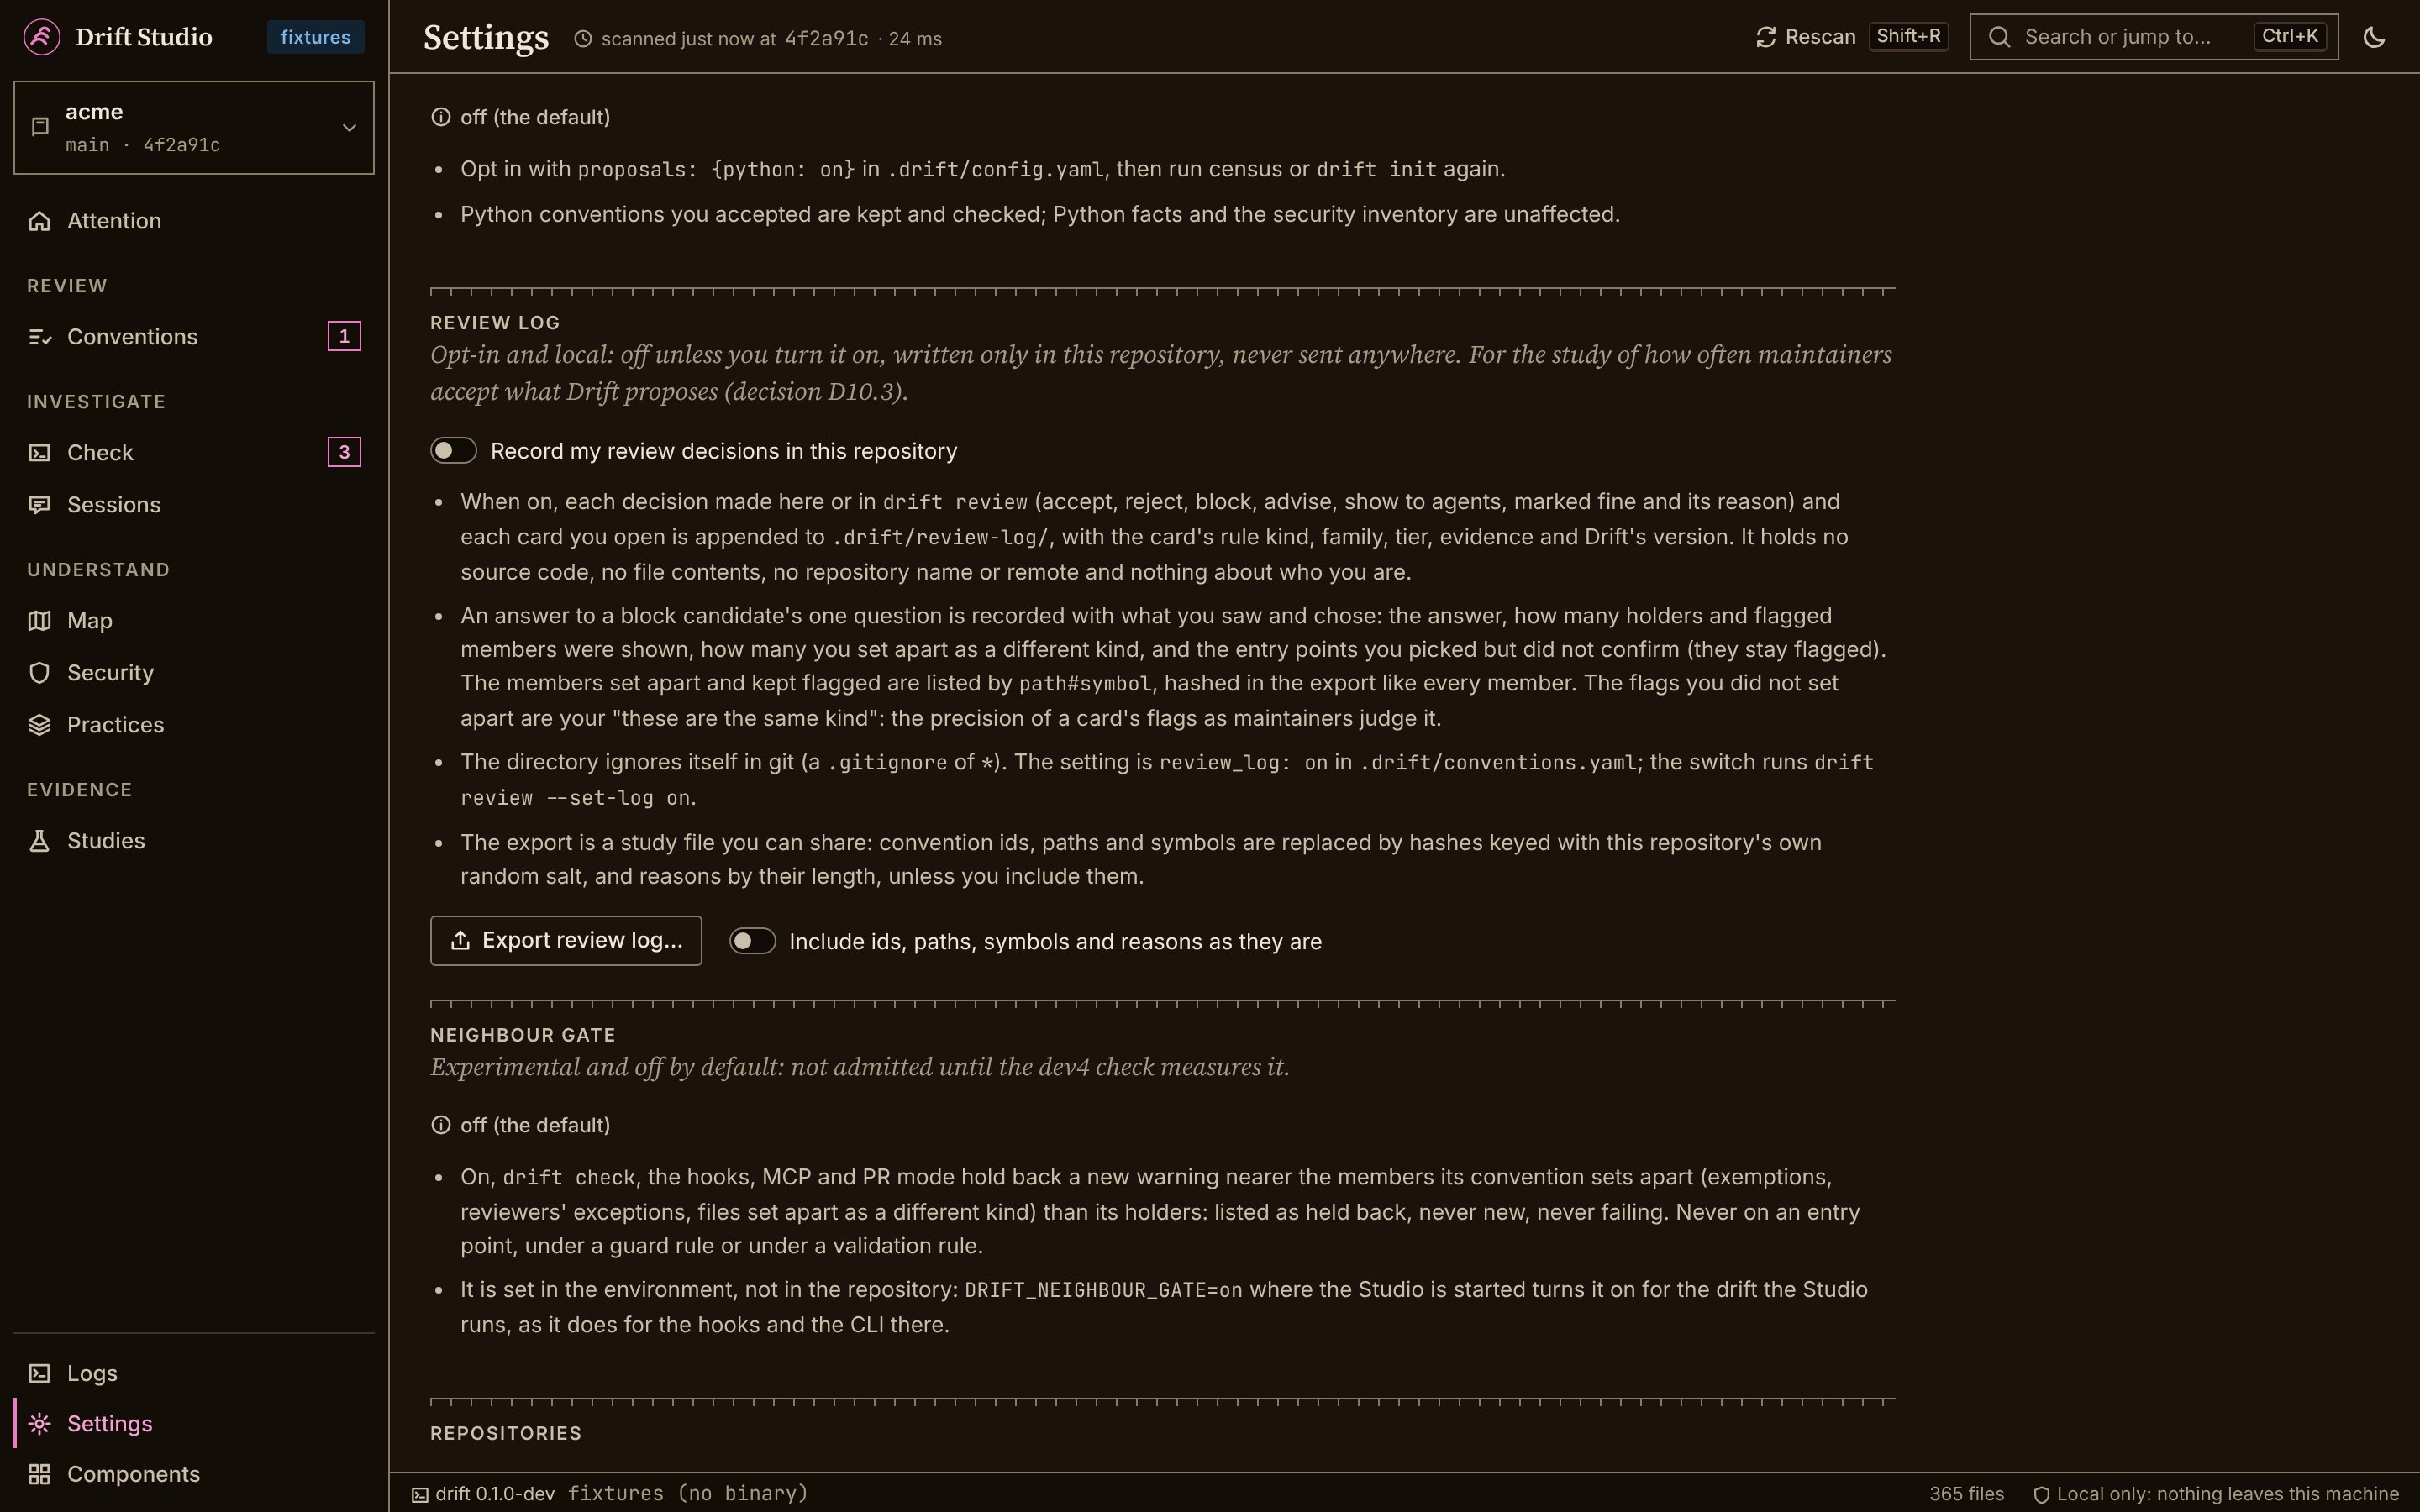 Drift Studio
fixtures
acme
main · 4f2a91c
Attention
REVIEW
Conventions
1
INVESTIGATE
Check
3
Sessions
UNDERSTAND
Map
Security
Practices
EVIDENCE
Studies
Logs
Settings
Components
Settings
scanned just now at 4f2a91c · 24 ms
Rescan
Shift+R
Search or jump to...
Ctrl+K
off (the default)
• Opt in with proposals: {python: on} in .drift/config.yaml, then run census or drift init again.
• Python conventions you accepted are kept and checked; Python facts and the security inventory are unaffected.
REVIEW LOG
Opt-in and local: off unless you turn it on, written only in this repository, never sent anywhere. For the study of how often maintainers
accept what Drift proposes (decision D10.3).
Record my review decisions in this repository
• When on, each decision made here or in drift review (accept, reject, block, advise, show to agents, marked fine and its reason) and
each card you open is appended to .drift/review-log/, with the card's rule kind, family, tier, evidence and Drift's version. It holds no
source code, no file contents, no repository name or remote and nothing about who you are.
• An answer to a block candidate's one question is recorded with what you saw and chose: the answer, how many holders and flagged
members were shown, how many you set apart as a different kind, and the entry points you picked but did not confirm (they stay flagged).
The members set apart and kept flagged are listed by path#symbol, hashed in the export like every member. The flags you did not set
apart are your "these are the same kind": the precision of a card's flags as maintainers judge it.
• The directory ignores itself in git (a .gitignore of *). The setting is review_log: on in .drift/conventions.yaml; the switch runs drift
review --set-log on.
• The export is a study file you can share: convention ids, paths and symbols are replaced by hashes keyed with this repository's own
random salt, and reasons by their length, unless you include them.
Export review log...
Include ids, paths, symbols and reasons as they are
NEIGHBOUR GATE
Experimental and off by default: not admitted until the dev4 check measures it.
off (the default)
• On, drift check, the hooks, MCP and PR mode hold back a new warning nearer the members its convention sets apart (exemptions,
reviewers' exceptions, files set apart as a different kind) than its holders: listed as held back, never new, never failing. Never on an entry
point, under a guard rule or under a validation rule.
• It is set in the environment, not in the repository: DRIFT_NEIGHBOUR_GATE=on where the Studio is started turns it on for the drift the Studio
runs, as it does for the hooks and the CLI there.
REPOSITORIES
drift 0.1.0-dev fixtures (no binary)
365 files
Local only: nothing leaves this machine